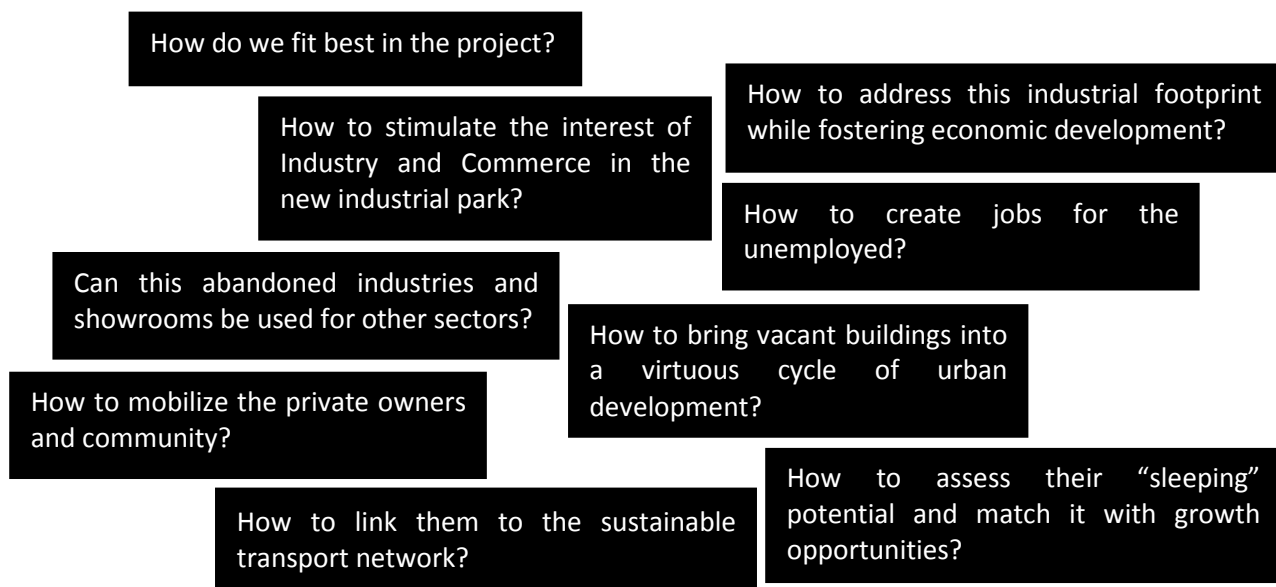 How do we fit best in the project?
How to stimulate the interest of
Industry and Commerce in the
new industrial park?
How to address this industrial footprint
while fostering economic development?
How to create jobs for the
unemployed?
Can this abandoned industries and
showrooms be used for other sectors?
How to bring vacant buildings into
a virtuous cycle of urban
development?
How to mobilize the private owners
and community?
How to assess their “sleeping”
potential and match it with growth
opportunities?
How to link them to the sustainable
transport network?